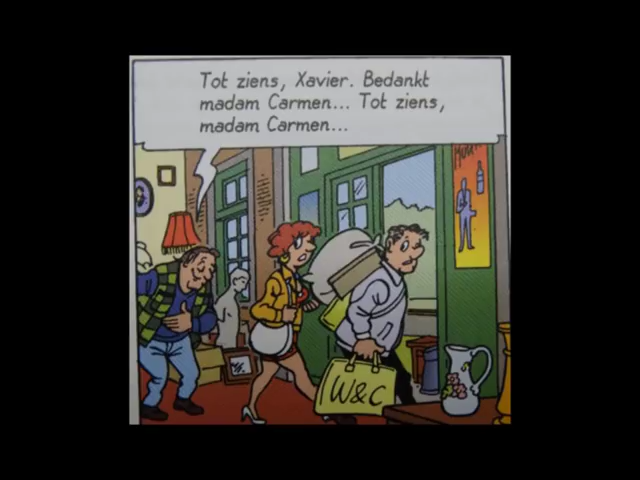 Tot ziens, Xavier. Bedankt
madam Carmen... Tot ziens,
madam Carmen...
W&C